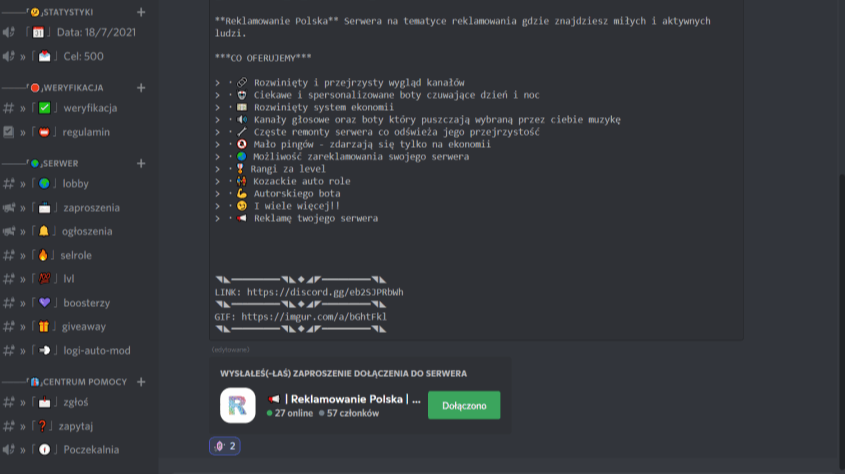 STATYSTYKI
Data: 18/7/2021
Cel: 500
WERYFIKACJA
weryfikacja
regulamin
SERWER
lobby
zaproszenia
ogłoszenia
selrole
lvl
boosterzy
giveaway
logi-auto-mod
CENTRUM POMOCY
zgłoś
zapytaj
Poczekalnia
**Reklamowanie Polska** Serwera na tematyce reklamowania gdzie znajdziesz miłych i aktywnych
ludzi.
***CO OFERUJEMY***
> · 🔗 Rozwinięty i przejrzysty wygląd kanałów
> · Ciekawe i spersonalizowane boty czuwające dzień i noc
> · Rozwinięty system ekonomii
> · Kanały głosowe oraz boty który puszczają wybraną przez ciebie muzykę
> · Częste remonty serwera co odświeża jego przejrzystość
> · Mało pingów - zdarzają się tylko na ekonomii
> · Możliwość zareklamowania swojego serwera
> · Rangi za level
> · Kozackie auto role
> · Autorskiego bota
> · I wiele więcej!!
> · Reklamę twojego serwera
LINK: https://discord.gg/eb2SJPRbWh
GIF: https://imgur.com/a/bGhtFkl
(edytowane)
WYSŁAŁEŚ(-ŁAŚ) ZAPROSZENIE DOŁĄCZENIA DO SERWERA
R
| Reklamowanie Polska | ...
27 online 57 członków
Dołączono
2